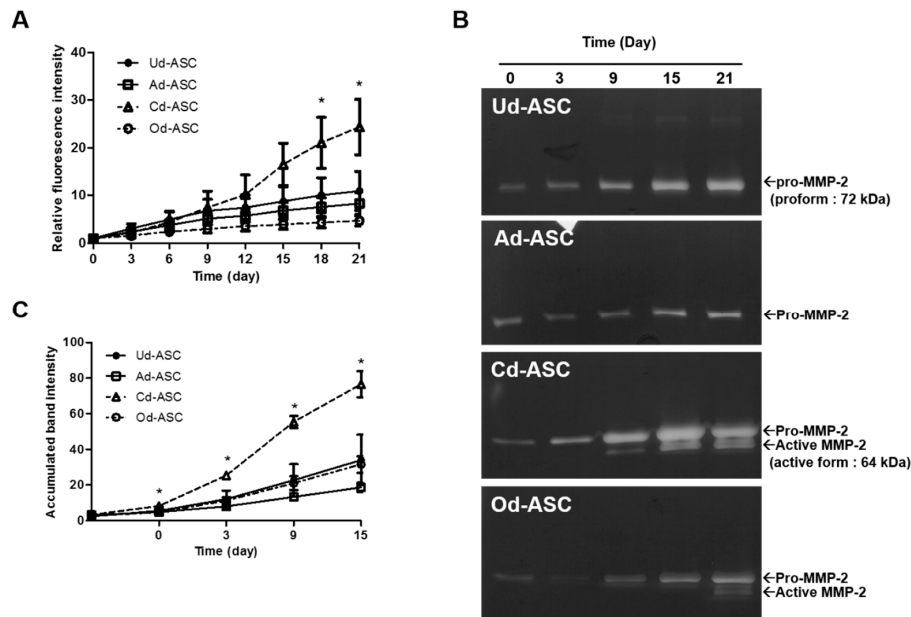 A
Relative fluorescence intensity
40
30
20
10
0
Ud-ASC
Ad-ASC
Cd-ASC
Od-ASC
* *
0 3 6 9 12 15 18 21
Time (day)
B
Time (Day)
0 3 9 15 21
Ud-ASC
←pro-MMP-2
(proform : 72 kDa)
Ad-ASC
←Pro-MMP-2
Cd-ASC
←Pro-MMP-2
←Active MMP-2
(active form : 64 kDa)
Od-ASC
←Pro-MMP-2
←Active MMP-2
C
Accumulated band intensity
100
80
60
40
20
0
Ud-ASC
Ad-ASC
Cd-ASC
Od-ASC
* * * *
0 3 9 15
Time (day)